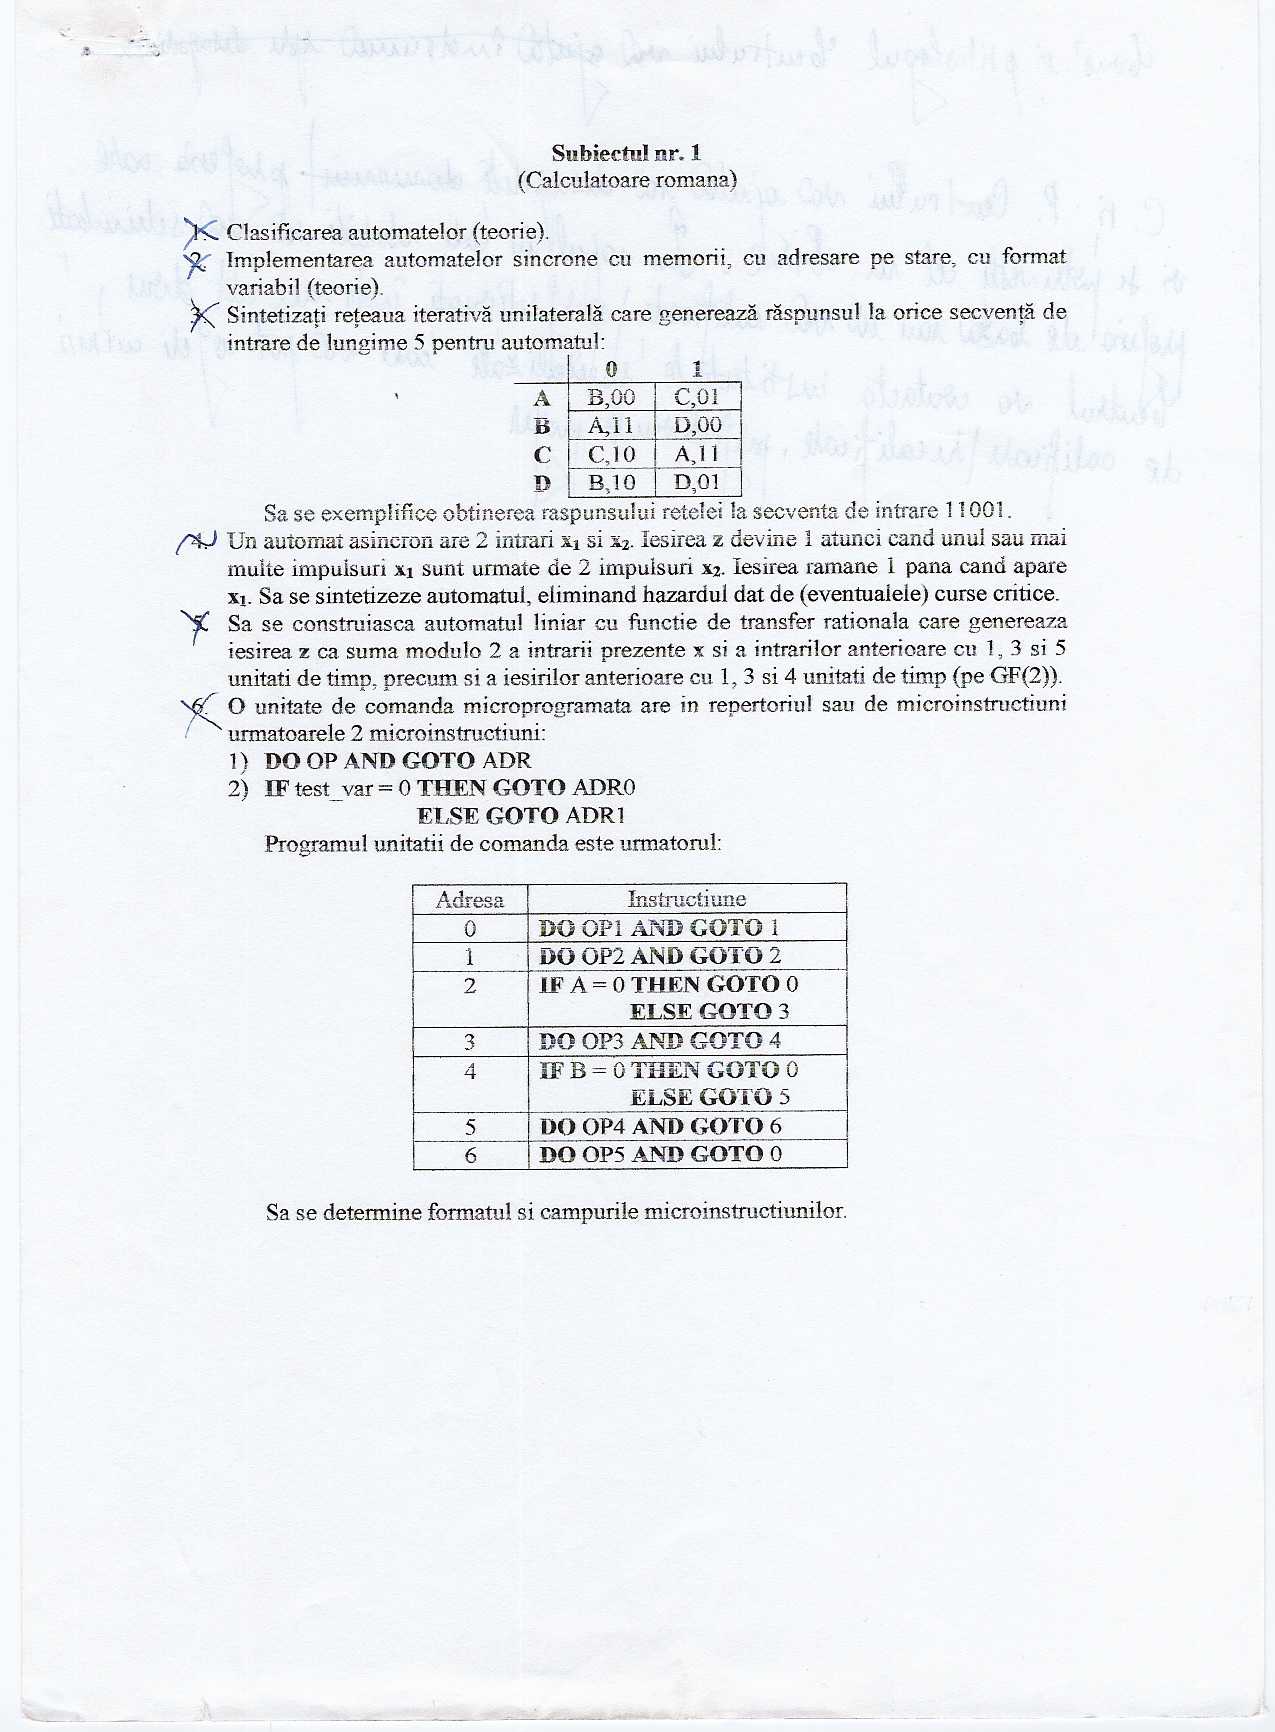 Subiectul nr. 1
(Calculatoare romana)
1. Clasificarea automatelor (teorie).
2. Implementarea automatelor sincrone cu memorii, cu adresare pe stare, cu format
variabil (teorie).
3. Sintetizați rețeaua iterativă unilaterală care generează răspunsul la orice secvență de
intrare de lungime 5 pentru automatul:
0 1
A B,00 C,01
B A,11 D,00
C C,10 A,11
D B,10 D,01
Sa se exemplifice obtinerea raspunsului retelei la secventa de intrare 11001.
4. Un automat asincron are 2 intrari x₁ si x₂. Iesirea z devine 1 atunci cand unul sau mai
multe impulsuri x₁ sunt urmate de 2 impulsuri x₂. Iesirea ramane 1 pana cand apare
x₁. Sa se sintetizeze automatul, eliminand hazardul dat de (eventualele) curse critice.
5. Sa se construiasca automatul liniar cu functie de transfer rationala care genereaza
iesirea z ca suma modulo 2 a intrarii prezente x si a intrarilor anterioare cu 1, 3 si 5
unitati de timp, precum si a iesirilor anterioare cu 1, 3 si 4 unitati de timp (pe GF(2)).
6. O unitate de comanda microprogramata are in repertoriul sau de microinstructiuni
urmatoarele 2 microinstructiuni:
1) DO OP AND GOTO ADR
2) IF test_var = 0 THEN GOTO ADR0
ELSE GOTO ADR1
Programul unitatii de comanda este urmatorul:
Adresa Instructiune
0 DO OP1 AND GOTO 1
1 DO OP2 AND GOTO 2
2 IF A = 0 THEN GOTO 0
ELSE GOTO 3
3 DO OP3 AND GOTO 4
4 IF B = 0 THEN GOTO 0
ELSE GOTO 5
5 DO OP4 AND GOTO 6
6 DO OP5 AND GOTO 0
Sa se determine formatul si campurile microinstructiunilor.